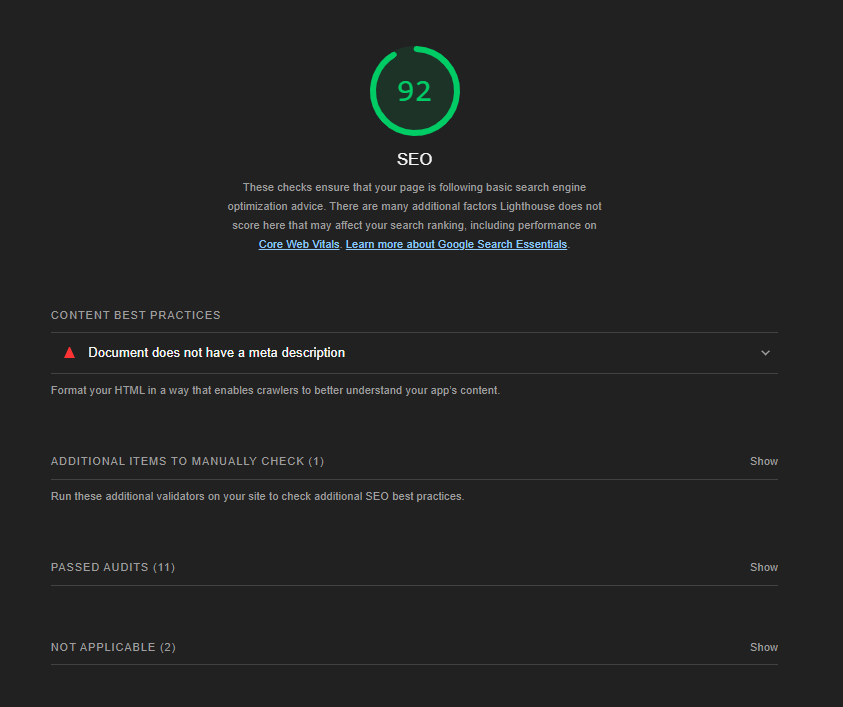 92
SEO
These checks ensure that your page is following basic search engine
optimization advice. There are many additional factors Lighthouse does not
score here that may affect your search ranking, including performance on
Core Web Vitals. Learn more about Google Search Essentials.
CONTENT BEST PRACTICES
Document does not have a meta description
Format your HTML in a way that enables crawlers to better understand your app's content.
ADDITIONAL ITEMS TO MANUALLY CHECK (1) Show
Run these additional validators on your site to check additional SEO best practices.
PASSED AUDITS (11) Show
NOT APPLICABLE (2) Show